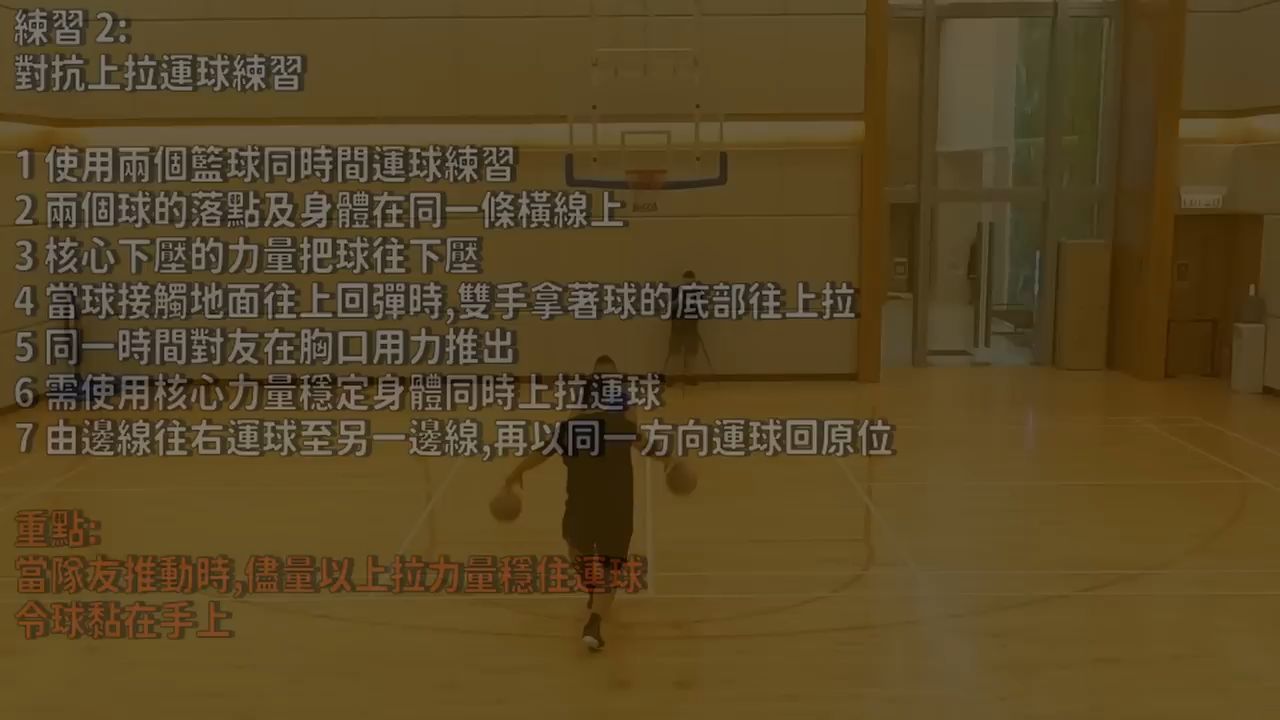 練習 2:
對抗上拉運球練習
1 使用兩個籃球同時間運球練習
2 兩個球的落點及身體在同一條橫線上
3 核心下壓的力量把球往下壓
4 當球接觸地面往上回彈時,雙手拿著球的底部往上拉
5 同一時間對友在胸口用力推出
6 需使用核心力量穩定身體同時上拉運球
7 由邊線往右運球至另一邊線,再以同一方向運球回原位
重點:
當隊友推動時,儘量以上拉力量穩住運球
令球黏在手上